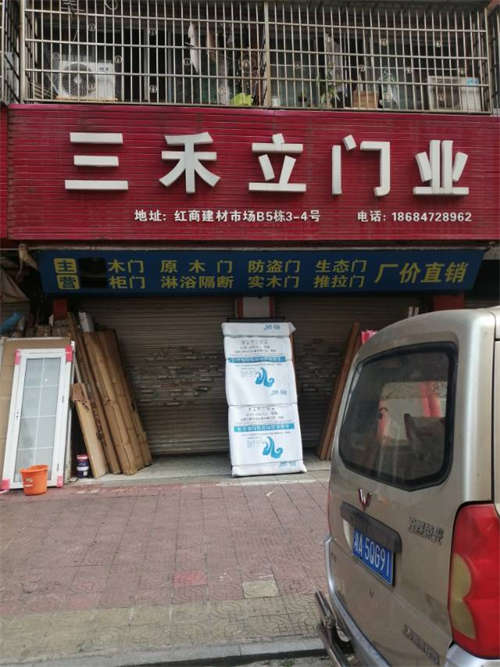 三禾立门业
地址：红商建材市场B5栋3-4号 电话：18684728962
主营 木门 原木门 防盗门 生态门 厂价直销
柜门 淋浴隔断 实木门 推拉门
A 5QG91